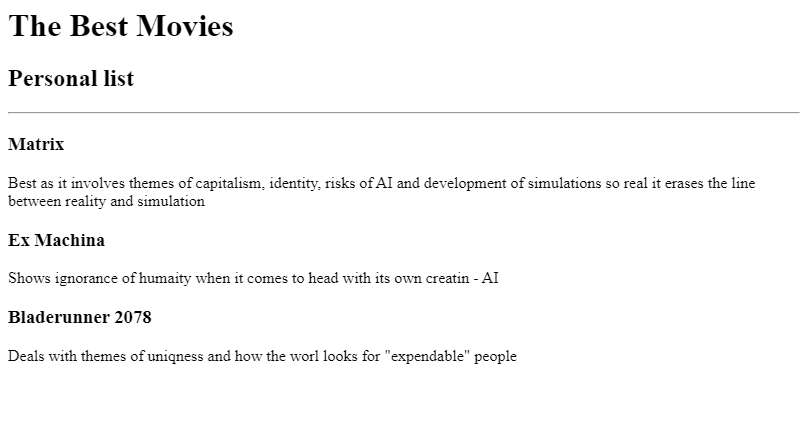 The Best Movies
Personal list
Matrix
Best as it involves themes of capitalism, identity, risks of AI and development of simulations so real it erases the line
between reality and simulation
Ex Machina
Shows ignorance of humaity when it comes to head with its own creatin - AI
Bladerunner 2078
Deals with themes of uniqness and how the worl looks for "expendable" people